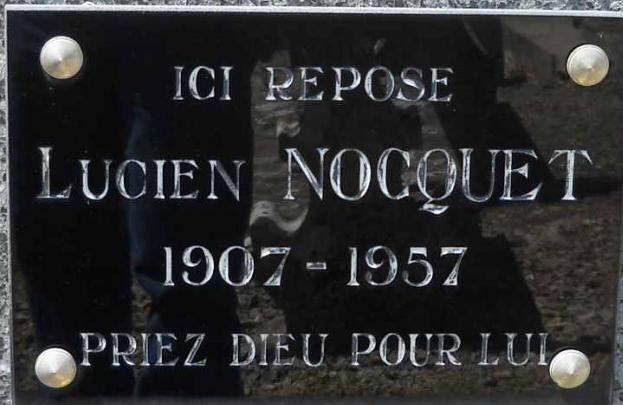 ICI REPOSE
LUCIEN NOCQUET
1907 - 1957
PRIEZ DIEU POUR LUI